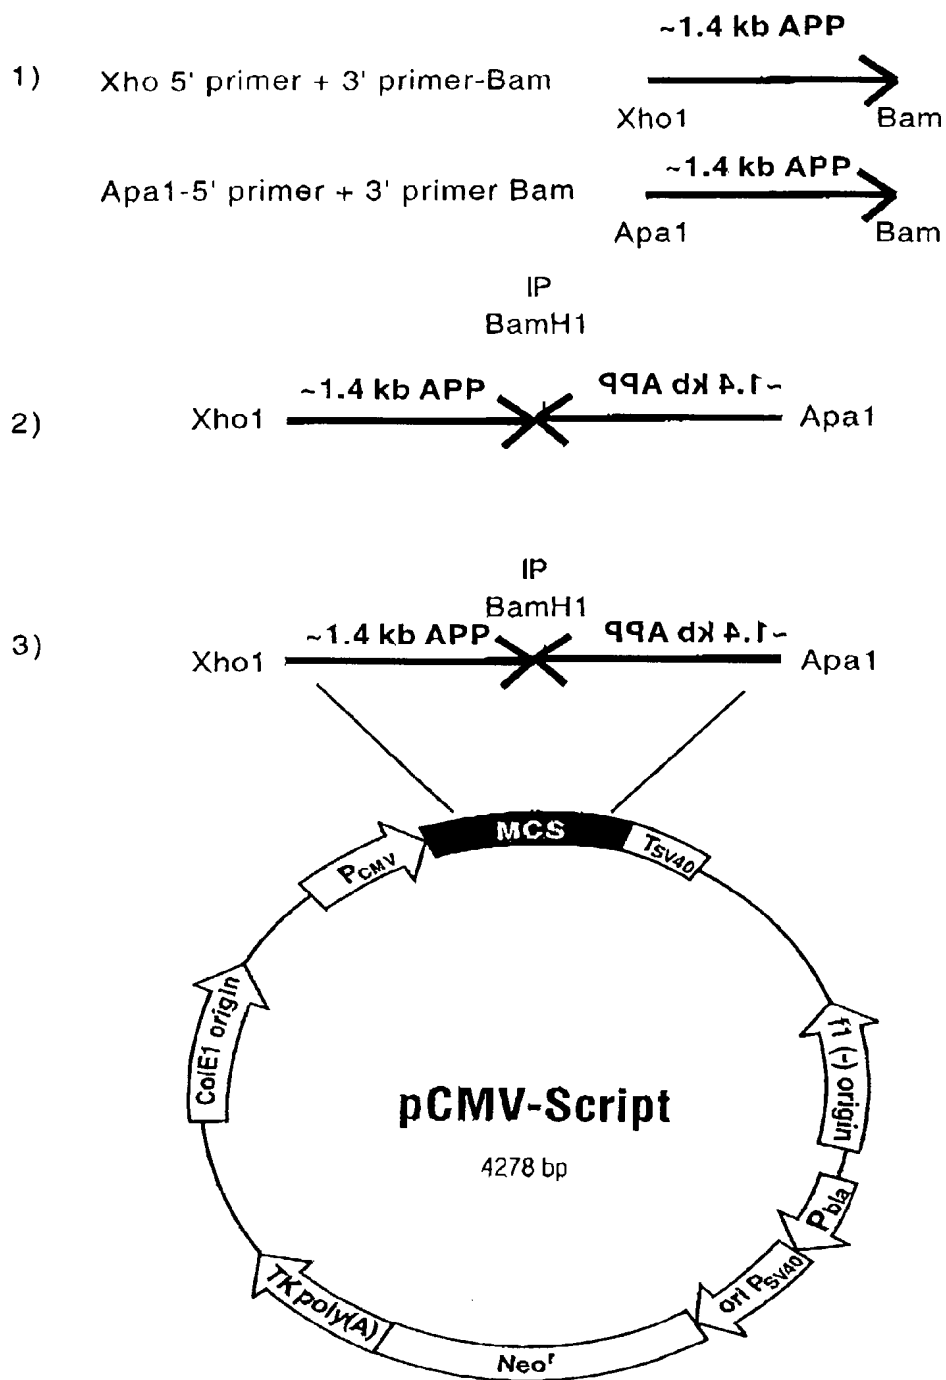 ~1.4 kb APP
1) Xho 5' primer + 3' primer-Bam
Xho1 Bam
~1.4 kb APP
Apa1-5' primer + 3' primer Bam
Apa1 Bam
IP
BamH1
2) Xho1 ~1.4 kb APP ~1.4 kb APP Apa1
IP
BamH1
3) Xho1 ~1.4 kb APP ~1.4 kb APP Apa1
MCS
PCMV
TSV40
ColE1 origin
f1 (-) origin
pCMV-Script
4278 bp
Pbla
ori PSV40
TK poly(A)
Neor